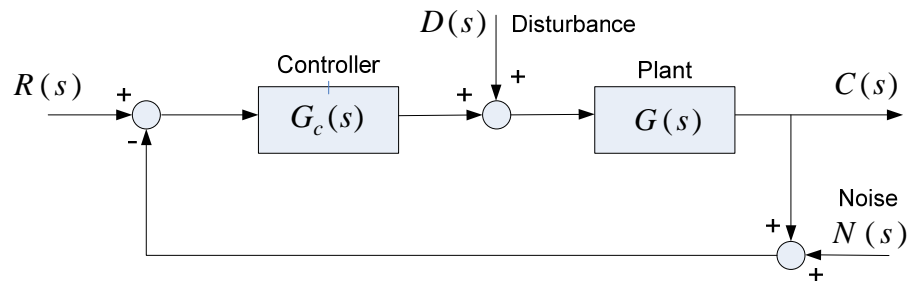 D(s) Disturbance
Controller
Plant
R(s)
C(s)
+
+
+
G_c(s)
G(s)
-
Noise
+
N(s)
+